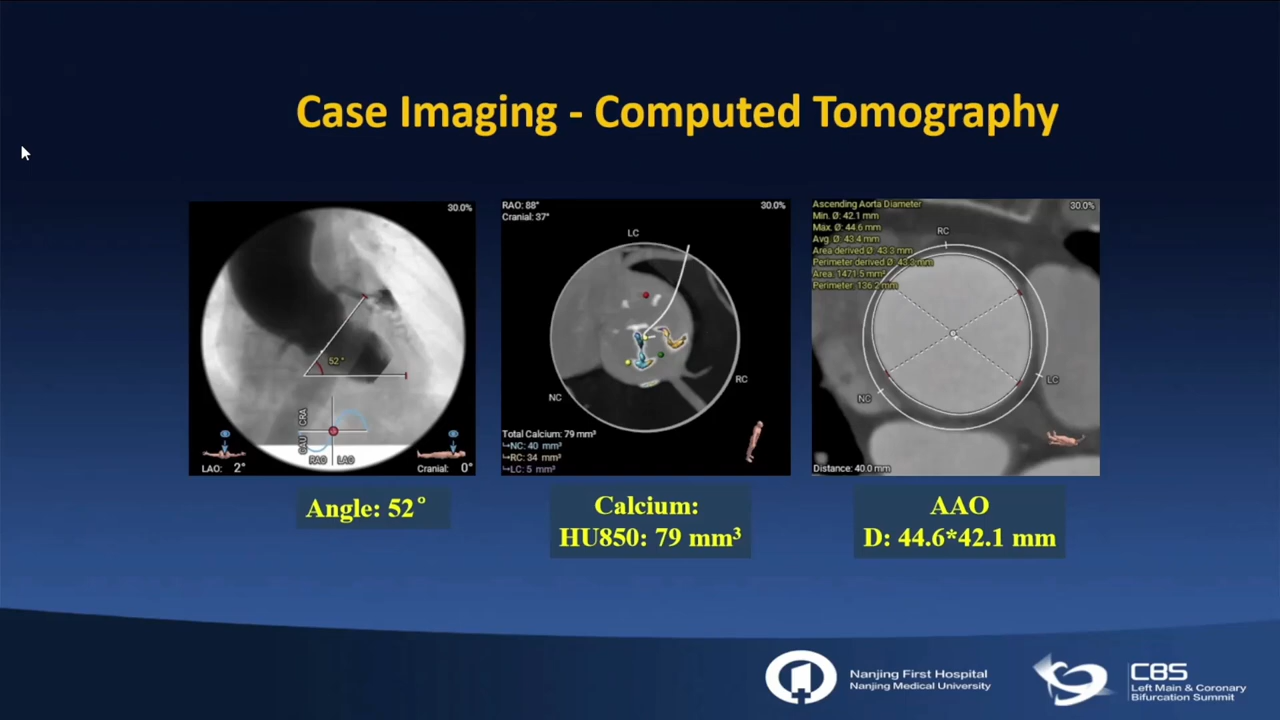 Case Imaging - Computed Tomography
30.0%
52°
CRA
CAU
RAO LAO
LAO: 2°
Cranial: 0°
Angle: 52°
RAO: 88°
Cranial: 37°
30.0%
LC
RC
NC
Total Calcium: 79 mm³
↳NC: 40 mm³
↳RC: 34 mm³
↳LC: 5 mm³
Calcium:
HU850: 79 mm³
Ascending Aorta Diameter
Min. Ø: 42.1 mm
Max. Ø: 44.6 mm
Avg. Ø: 43.4 mm
Area derived Ø: 43.3 mm
Perimeter derived Ø: 43.3 mm
Area: 1471.5 mm²
Perimeter: 136.2 mm
30.0%
RC
LC
NC
Distance: 40.0 mm
AAO
D: 44.6*42.1 mm
Nanjing First Hospital
Nanjing Medical University
CBS
Left Main & Coronary
Bifurcation Summit